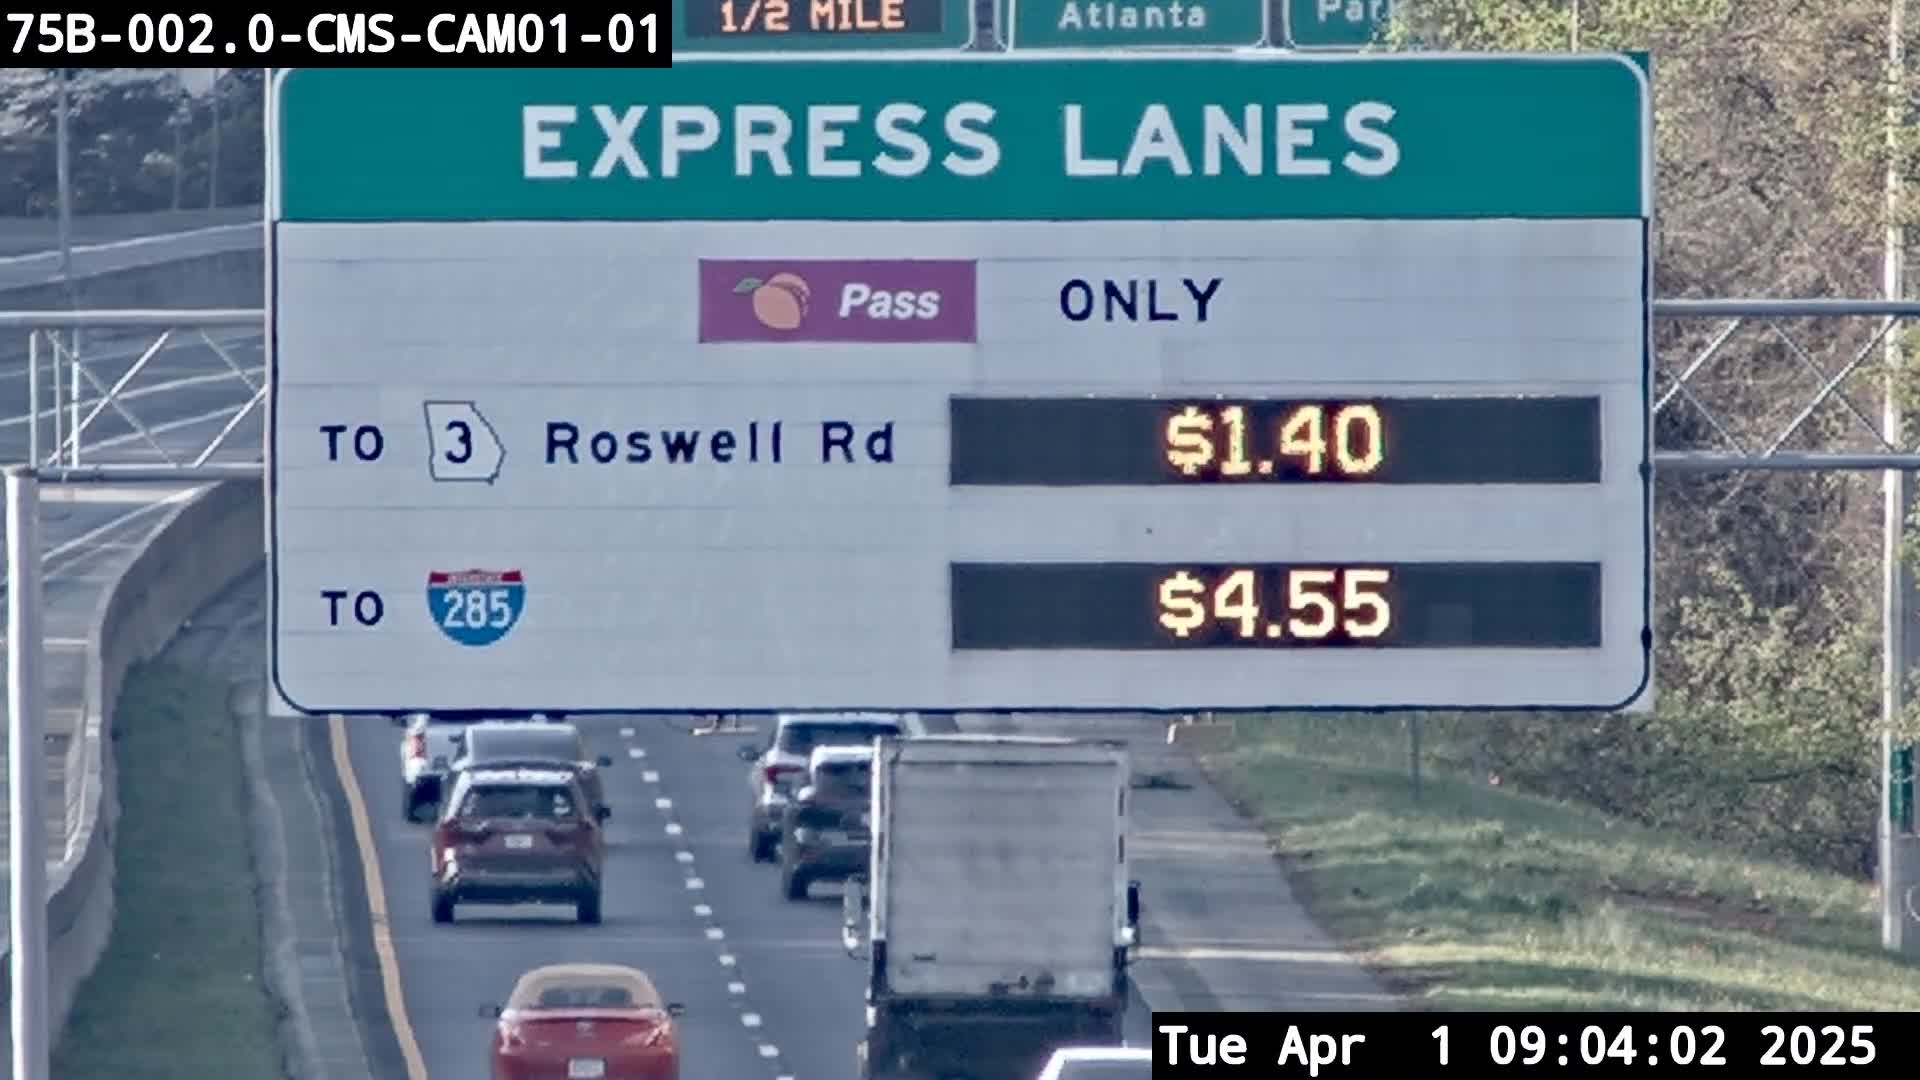 75B-002.0-CMS-CAM01-01
1/2 MILE
Atlanta
EXPRESS LANES
Pass ONLY
TO 3 Roswell Rd $1.40
TO INTERSTATE 285 $4.55
Tue Apr 1 09:04:02 2025